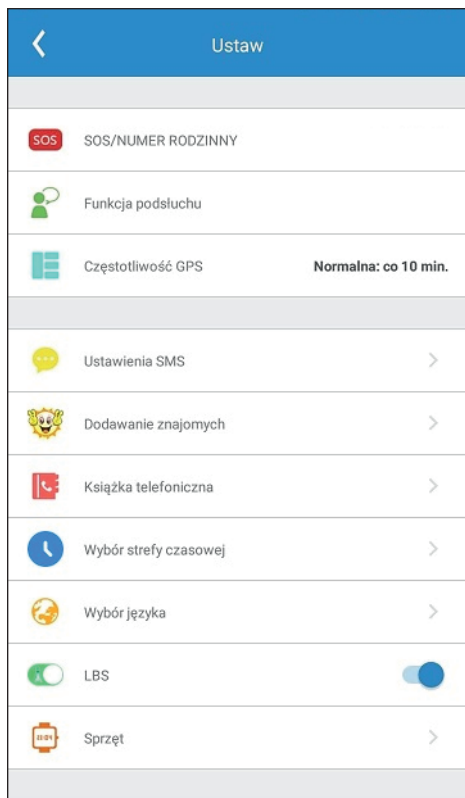 Ustaw
SOS SOS/NUMER RODZINNY
Funkcja podsłuchu
Częstotliwość GPS Normalna: co 10 min.
Ustawienia SMS
Dodawanie znajomych
Książka telefoniczna
Wybór strefy czasowej
Wybór języka
LBS
Sprzęt